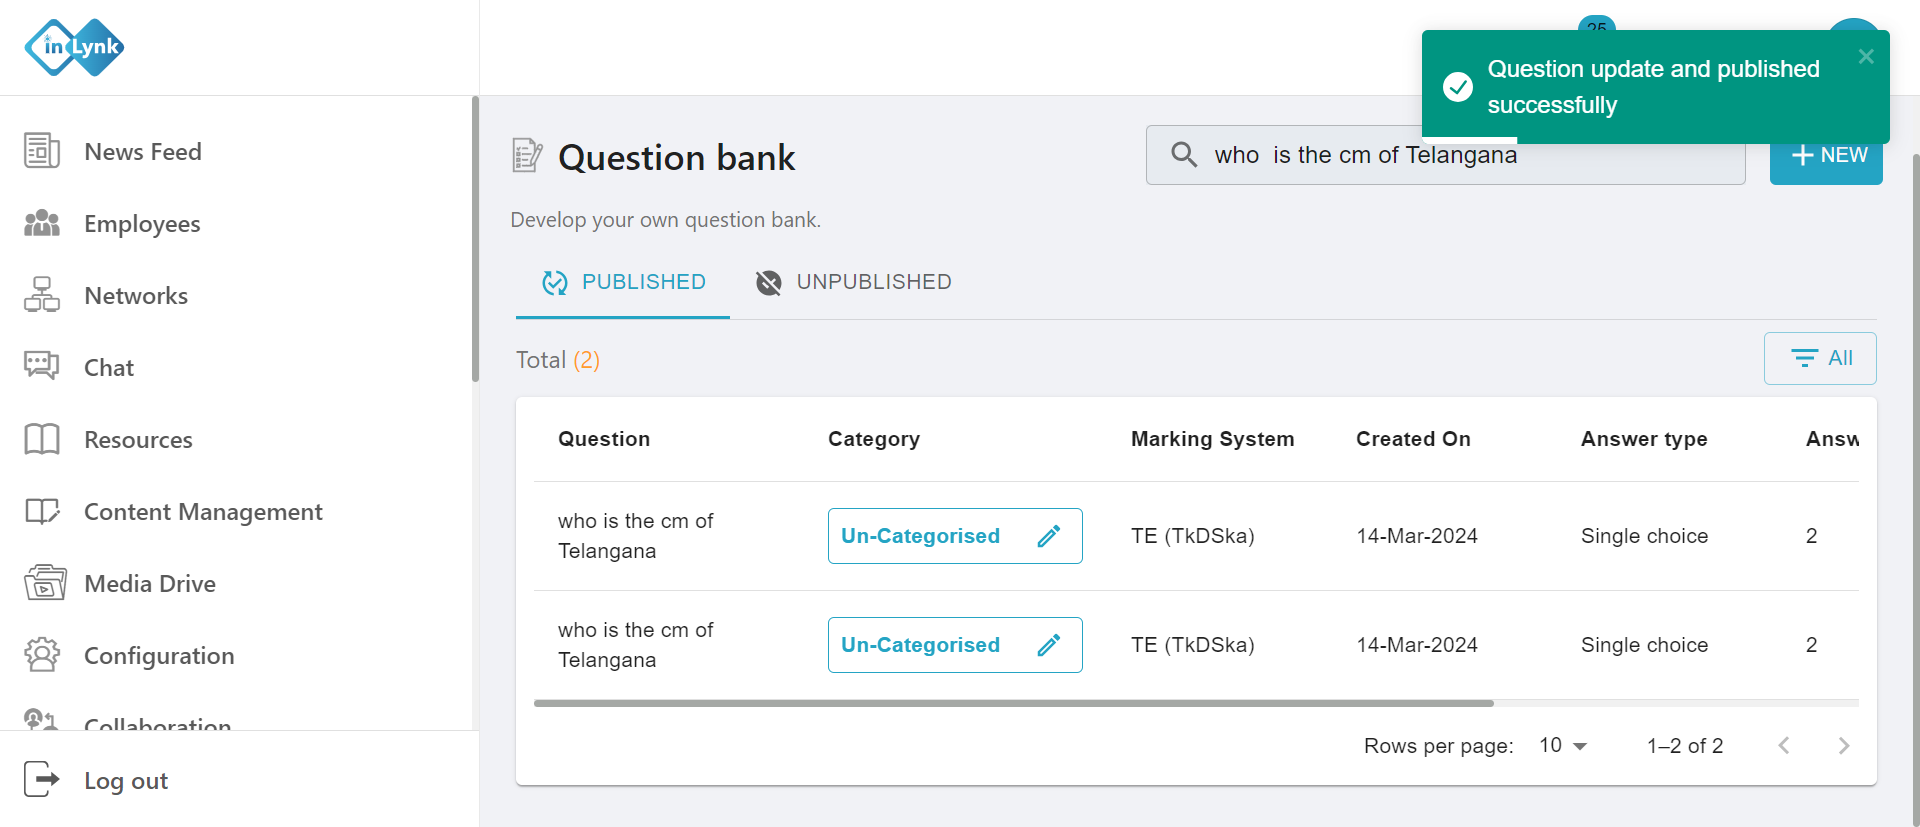 in Lynk
25
Question update and published
successfully
News Feed
Employees
Networks
Chat
Resources
Content Management
Media Drive
Configuration
Collaboration
Log out
Question bank
who  is the cm of Telangana
NEW
Develop your own question bank.
PUBLISHED
UNPUBLISHED
Total (2)
All
Question Category Marking System Created On Answer type Answ
who is the cm of
Telangana
Un-Categorised TE (TkDSka) 14-Mar-2024 Single choice 2
who is the cm of
Telangana
Un-Categorised TE (TkDSka) 14-Mar-2024 Single choice 2
Rows per page: 10 1–2 of 2